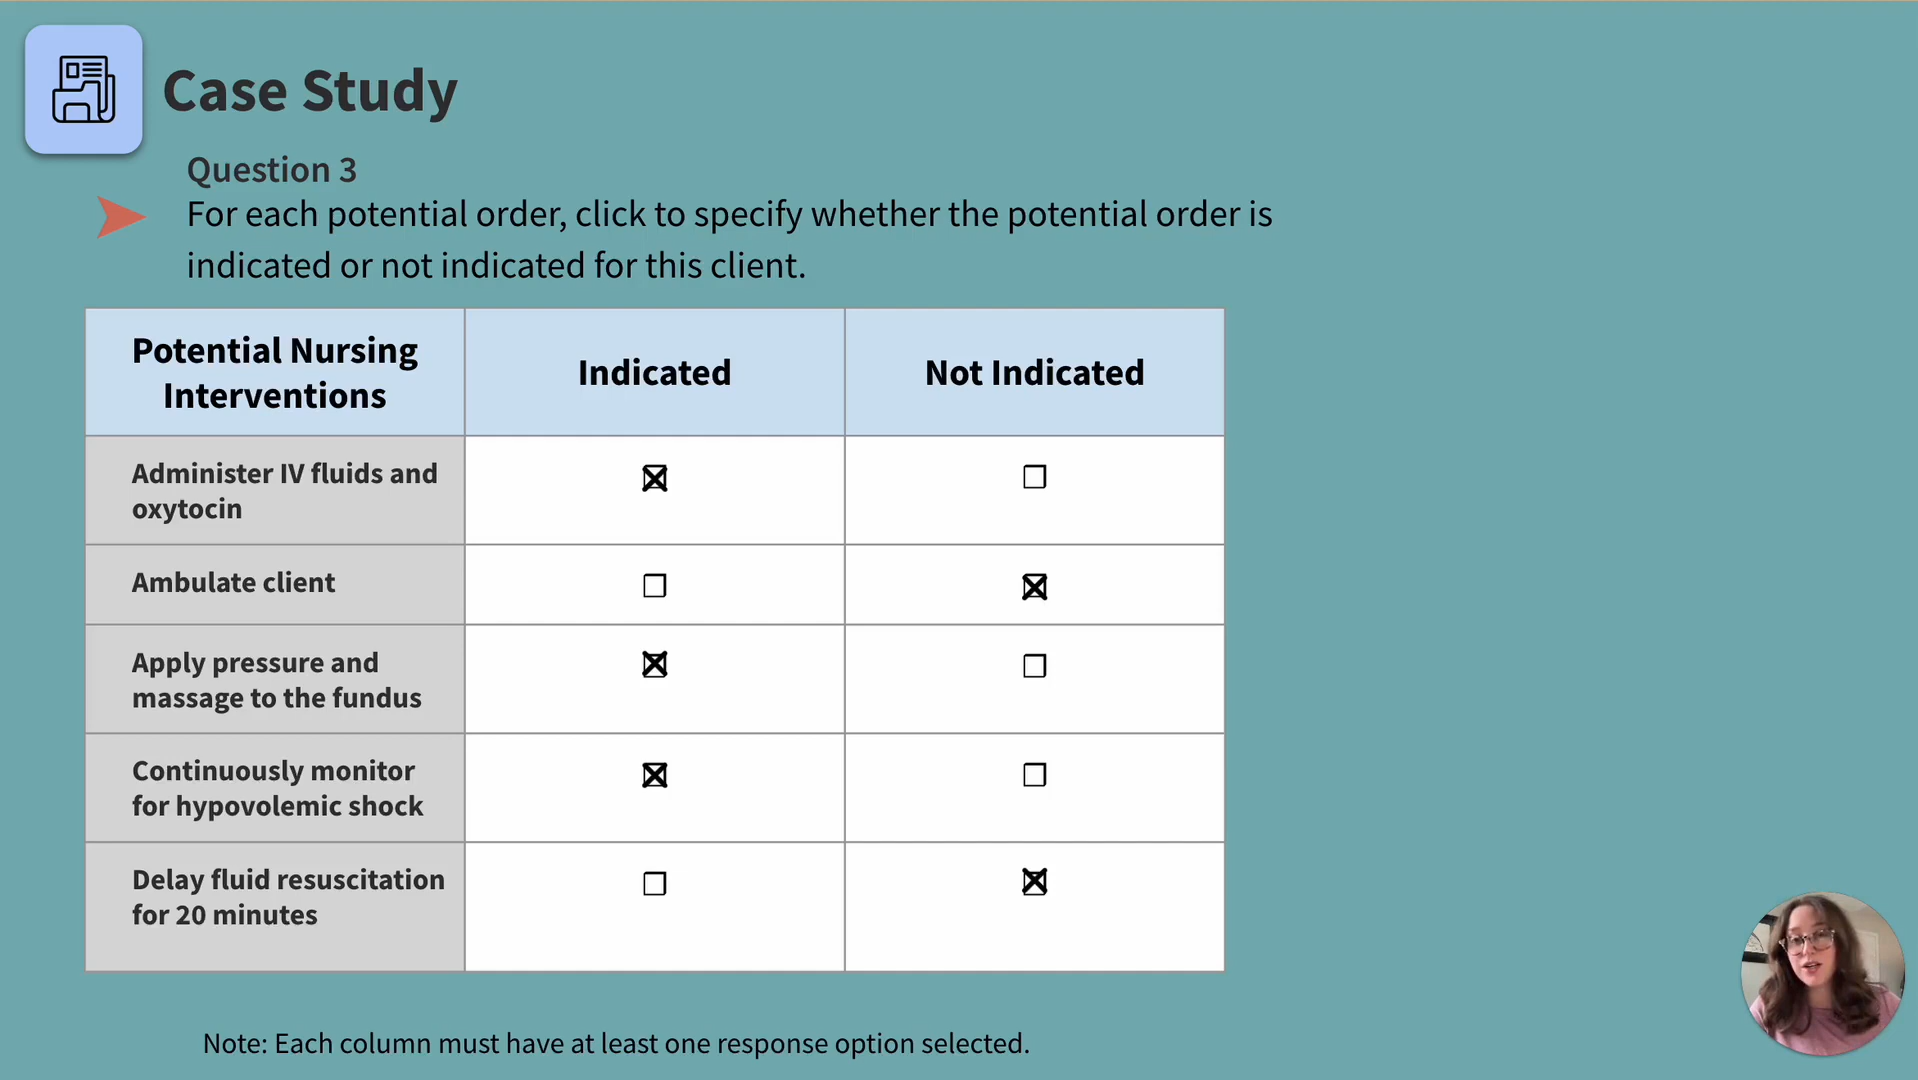 Case Study
Question 3
For each potential order, click to specify whether the potential order is
indicated or not indicated for this client.
Potential Nursing
Interventions
Indicated
Not Indicated
Administer IV fluids and
oxytocin
Ambulate client
Apply pressure and
massage to the fundus
Continuously monitor
for hypovolemic shock
Delay fluid resuscitation
for 20 minutes
Note: Each column must have at least one response option selected.